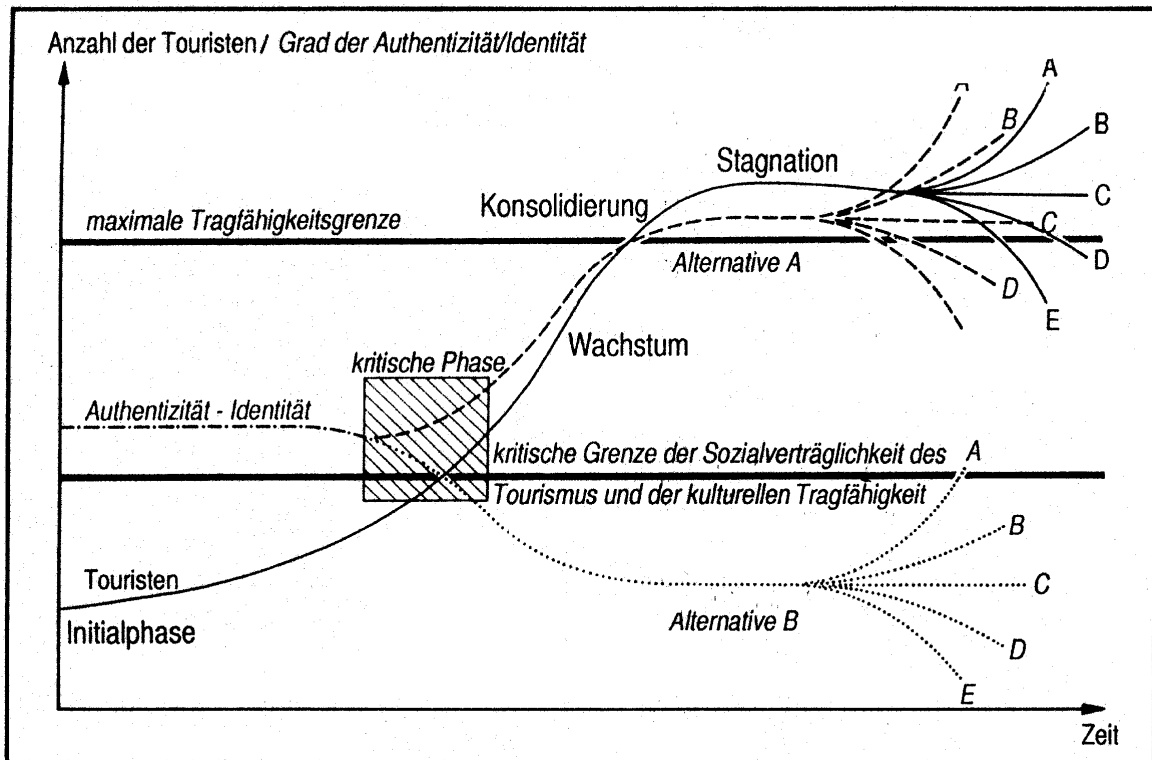 Anzahl der Touristen / Grad der Authentizität/Identität
A
A
B
B
Stagnation
Konsolidierung
C
maximale Tragfähigkeitsgrenze
C
Alternative A
D
D
E
Wachstum
kritische Phase
Authentizität - Identität
kritische Grenze der Sozialverträglichkeit des
Tourismus und der kulturellen Tragfähigkeit
A
B
Touristen
C
Initialphase
Alternative B
D
E
Zeit